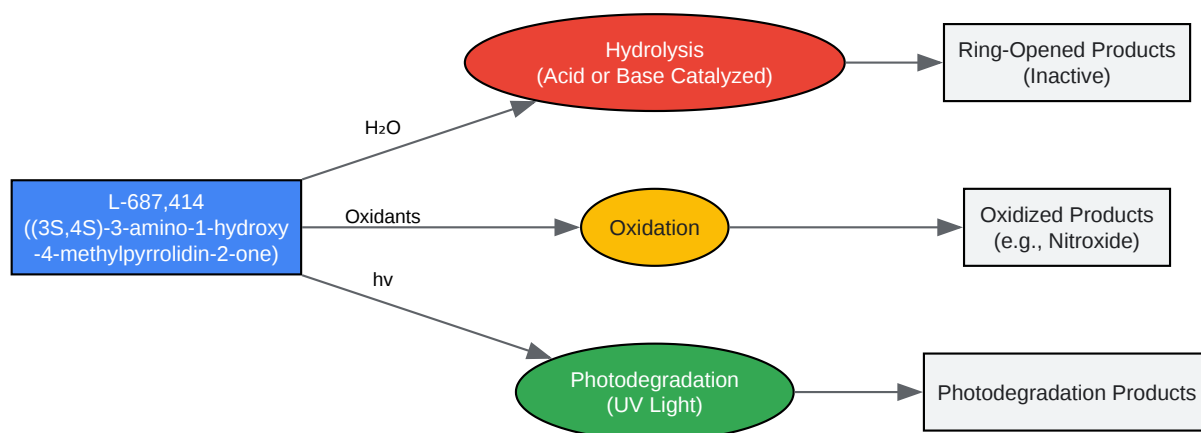 Hydrolysis
(Acid or Base Catalyzed)
Ring-Opened Products
(Inactive)
H₂O
L-687,414
((3S,4S)-3-amino-1-hydroxy
-4-methylpyrrolidin-2-one)
Oxidants
Oxidation
Oxidized Products
(e.g., Nitroxide)
hv
Photodegradation
(UV Light)
Photodegradation Products